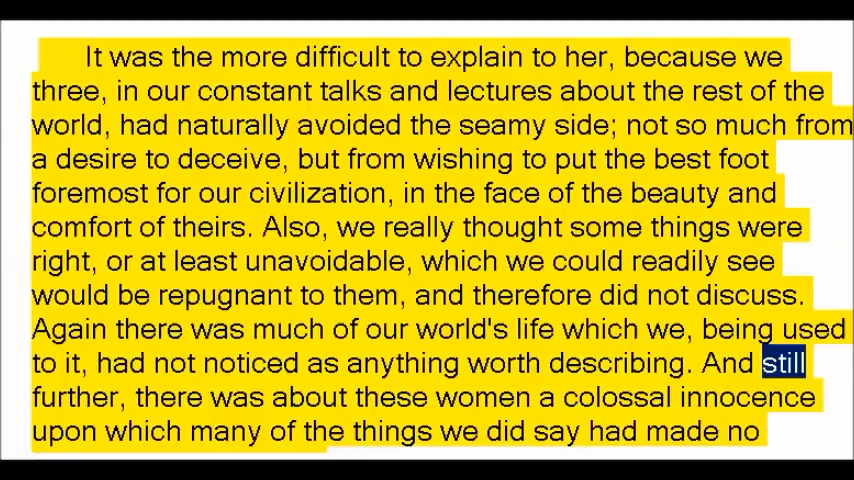 It was the more difficult to explain to her, because we
three, in our constant talks and lectures about the rest of the
world, had naturally avoided the seamy side; not so much from
a desire to deceive, but from wishing to put the best foot
foremost for our civilization, in the face of the beauty and
comfort of theirs. Also, we really thought some things were
right, or at least unavoidable, which we could readily see
would be repugnant to them, and therefore did not discuss.
Again there was much of our world's life which we, being used
to it, had not noticed as anything worth describing. And still
further, there was about these women a colossal innocence
upon which many of the things we did say had made no